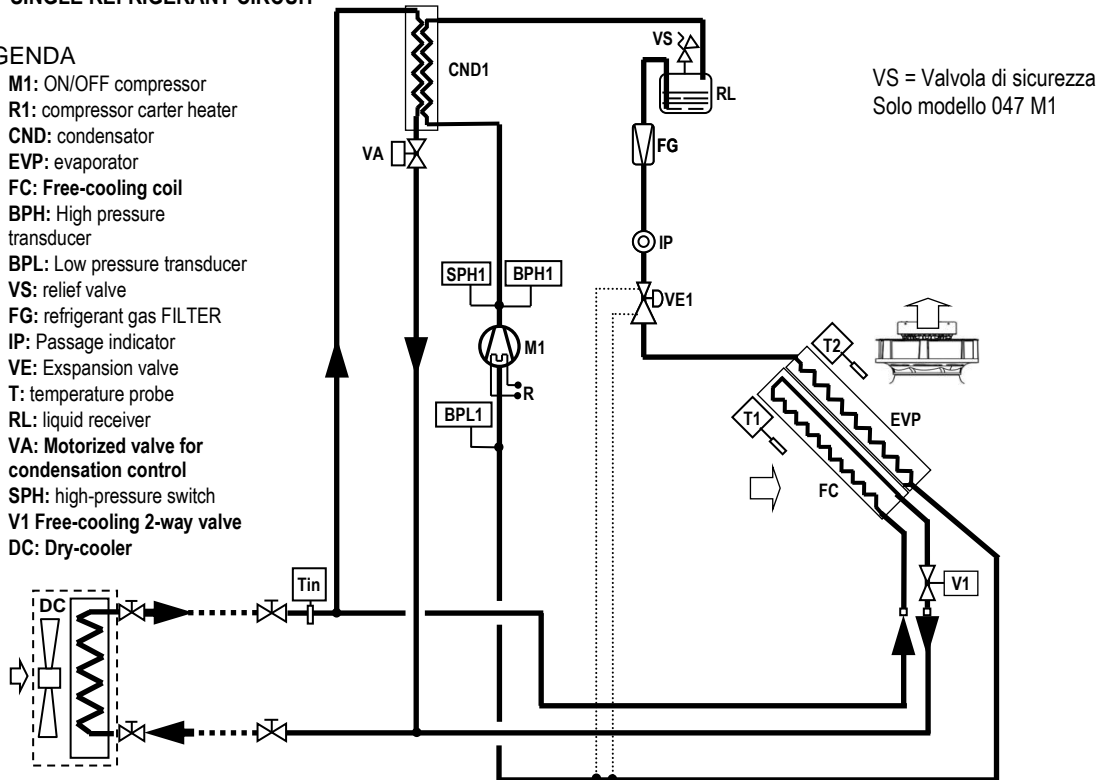 SINGLE REFRIGERANT CIRCUIT
GENDA
M1: ON/OFF compressor
R1: compressor carter heater
CND: condensator
EVP: evaporator
FC: Free-cooling coil
BPH: High pressure
transducer
BPL: Low pressure transducer
VS: relief valve
FG: refrigerant gas FILTER
IP: Passage indicator
VE: Exspansion valve
T: temperature probe
RL: liquid receiver
VA: Motorized valve for
condensation control
SPH: high-pressure switch
V1 Free-cooling 2-way valve
DC: Dry-cooler
VS = Valvola di sicurezza
Solo modello 047 M1
CND1
VS
RL
VA
FG
IP
SPH1
BPH1
VE1
M1
R
BPL1
T2
T1
EVP
FC
V1
Tin
DC